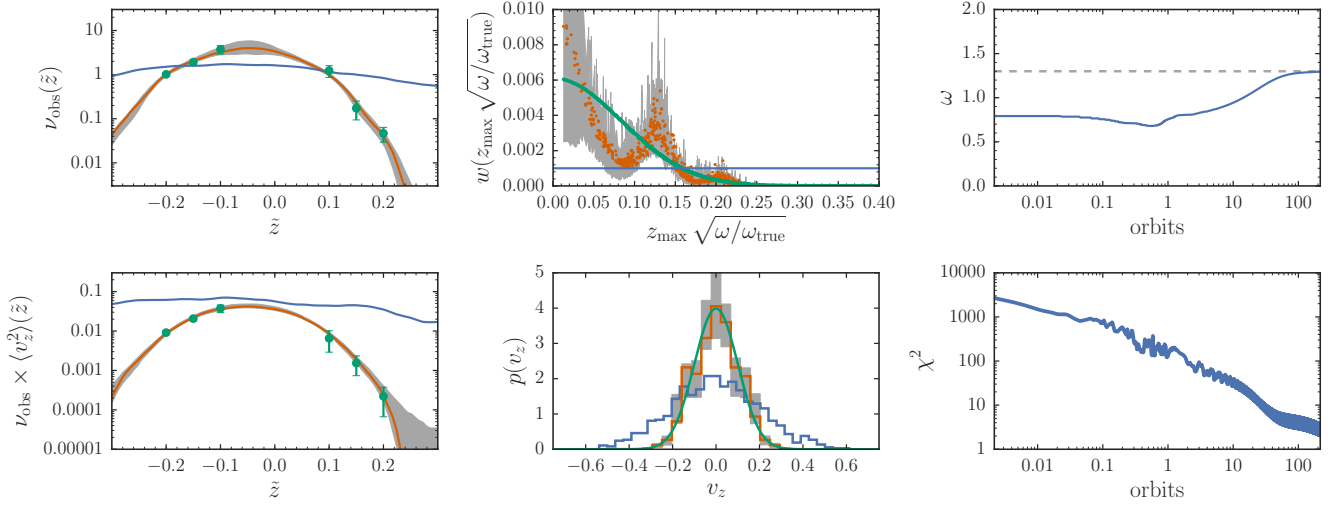 10
1
0.1
0.01
−0.2 −0.1 0.0 0.1 0.2
z̃
ν_obs(z̃)
0.010
0.008
0.006
0.004
0.002
0.000
0.00 0.05 0.10 0.15 0.20 0.25 0.30 0.35 0.40
z_max √ω/ω_true
w(z_max √ω/ω_true)
2.0
1.5
1.0
0.5
0.0
0.01 0.1 1 10 100
orbits
ω
0.1
0.01
0.001
0.0001
0.00001
−0.2 −0.1 0.0 0.1 0.2
z̃
ν_obs × ⟨v_z^2⟩(z̃)
5
4
3
2
1
0
−0.6 −0.4 −0.2 0.0 0.2 0.4 0.6
v_z
p(v_z)
10000
1000
100
10
1
0.01 0.1 1 10 100
orbits
χ^2